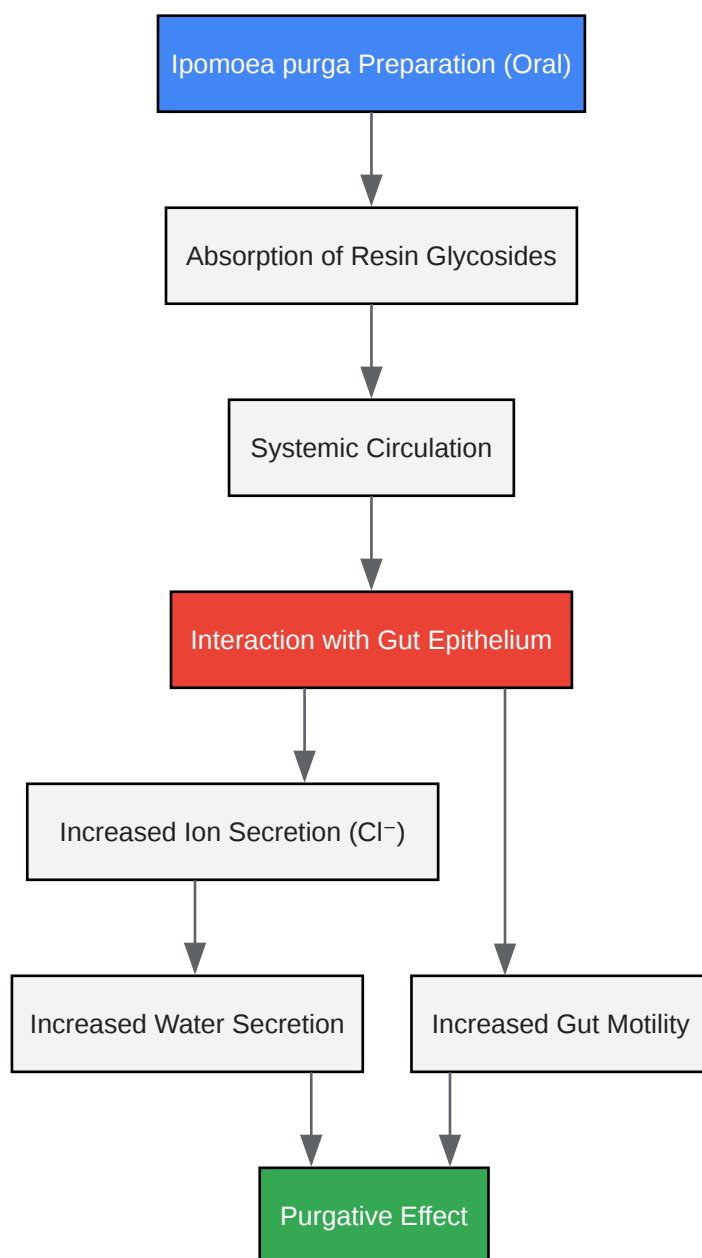 Ipomoea purga Preparation (Oral)
Absorption of Resin Glycosides
Systemic Circulation
Interaction with Gut Epithelium
Increased Ion Secretion (Cl⁻)
Increased Water Secretion
Increased Gut Motility
Purgative Effect